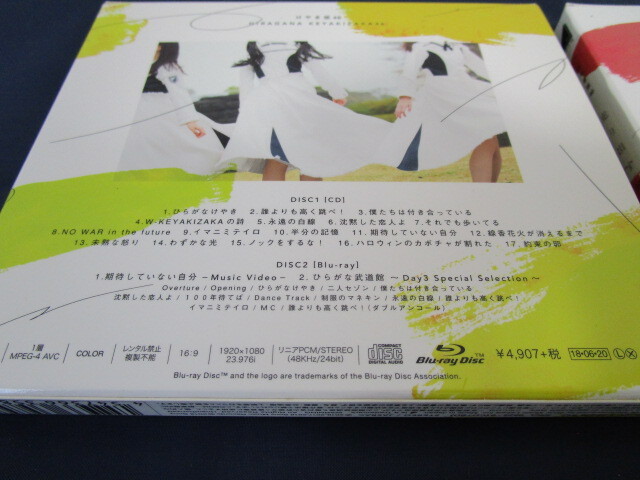 けやき坂46
HIRAGANA KEYAKIZAKA46
DISC1 [CD]
1.ひらがなけやき 2.誰よりも高く跳べ! 3.僕たちは付き合っている
4.W-KEYAKIZAKAの詩 5.永遠の白線 6.沈黙した恋人よ 7.それでも歩いてる
8.NO WAR in the future 9.イマニミテイロ 10.半分の記憶 11.期待していない自分 12.線香花火が消えるまで
13.未熟な怒り 14.わずかな光 15.ノックをするな! 16.ハロウィンのカボチャが割れた 17.約束の卵
DISC2 [Blu-ray]
1.期待していない自分 −Music Video− 2.ひらがな武道館 〜Day3 Special Selection〜
Overture / Opening / ひらがなけやき / 二人セゾン / 僕たちは付き合っている
沈黙した恋人よ / 100年待てば / Dance Track / 制服のマネキン / 永遠の白線 / 誰よりも高く跳べ!
イマニミテイロ / MC / 誰よりも高く跳べ!(ダブルアンコール)
1層
MPEG-4 AVC
COLOR
レンタル禁止
複製不能
16:9
1920×1080
23.976i
リニアPCM/STEREO
(48KHz/24bit)
COMPACT
disc
DIGITAL AUDIO
Blu-ray Disc™
¥4,907+税
18・06・20
Ⓛ Ⓧ
Blu-ray Disc™ and the logo are trademarks of the Blu-ray Disc Association.